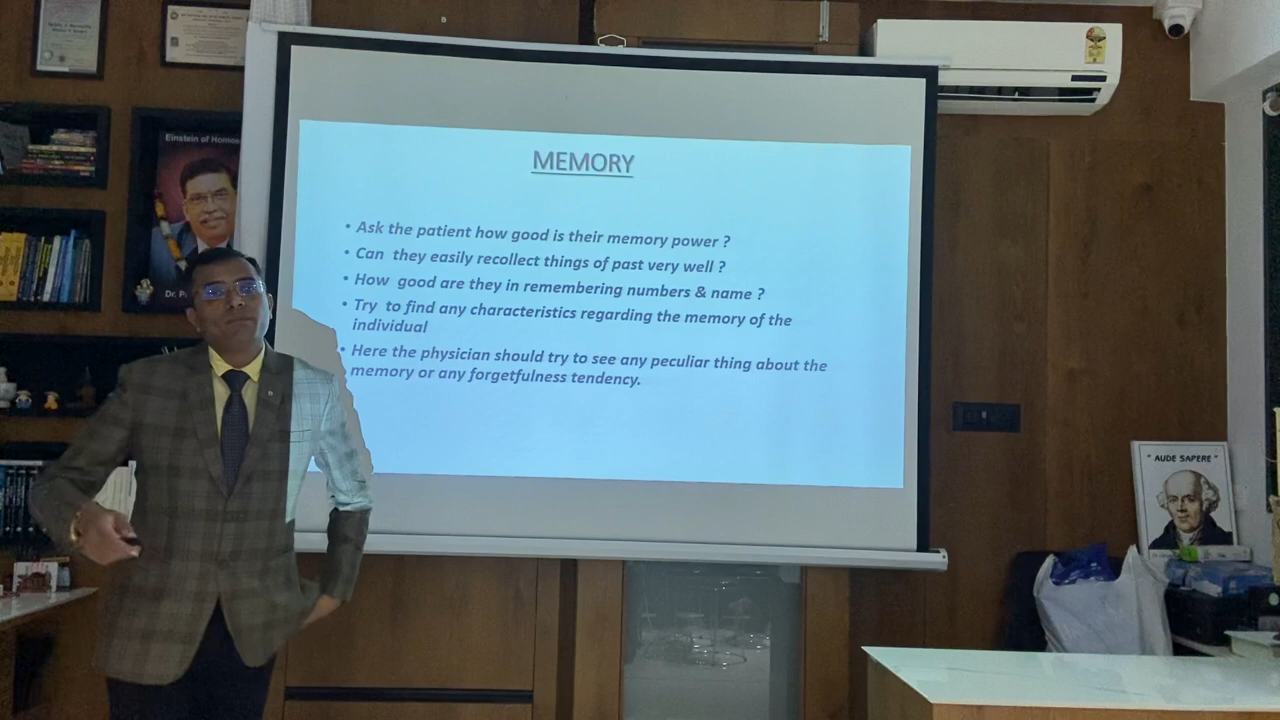 Einstein of Homoe
MEMORY
• Ask the patient how good is their memory power ?
• Can they easily recollect things of past very well ?
• How good are they in remembering numbers & name ?
• Try to find any characteristics regarding the memory of the
individual
• Here the physician should try to see any peculiar thing about the
memory or any forgetfulness tendency.
Dr. P
" AUDE SAPERE "